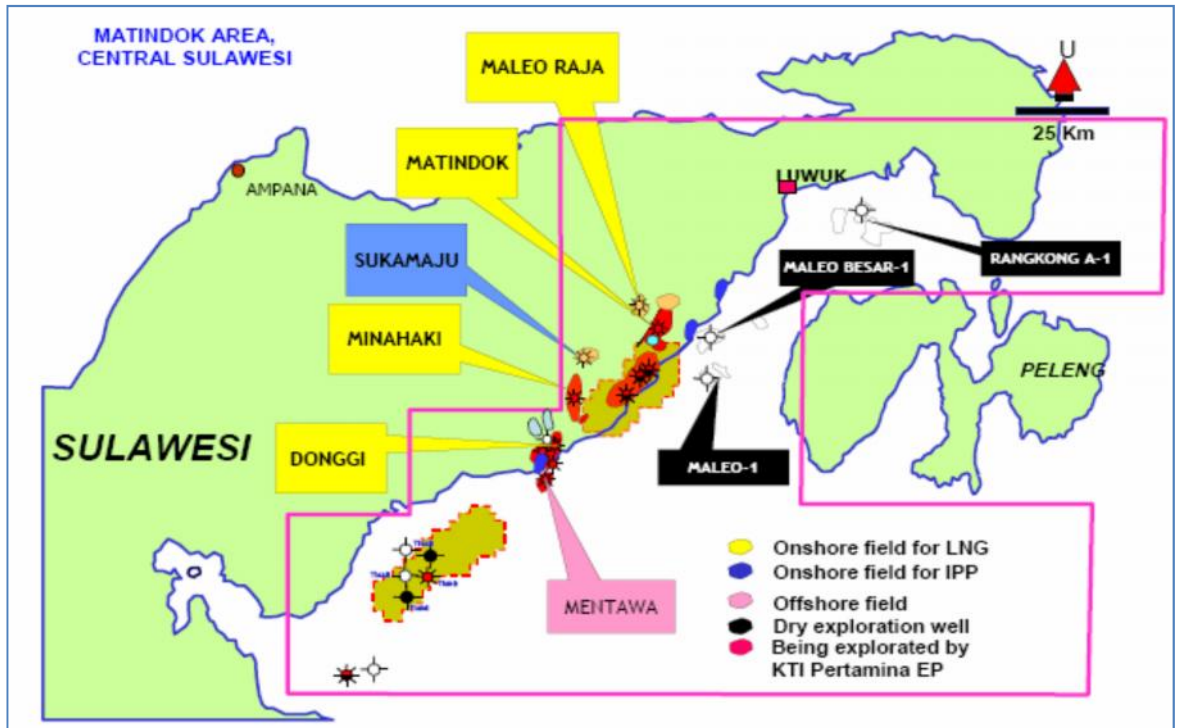 MATINDOK AREA,
CENTRAL SULAWESI
MALEO RAJA
U
25 Km
MATINDOK
AMPANA
LUWUK
SUKAMAJU
MALEO BESAR-1
RANGKONG A-1
MINAHAKI
PELENG
SULAWESI
DONGGI
MALEO-1
MENTAWA
Onshore field for LNG
Onshore field for IPP
Offshore field
Dry exploration well
Being explorated by
KTI Pertamina EP